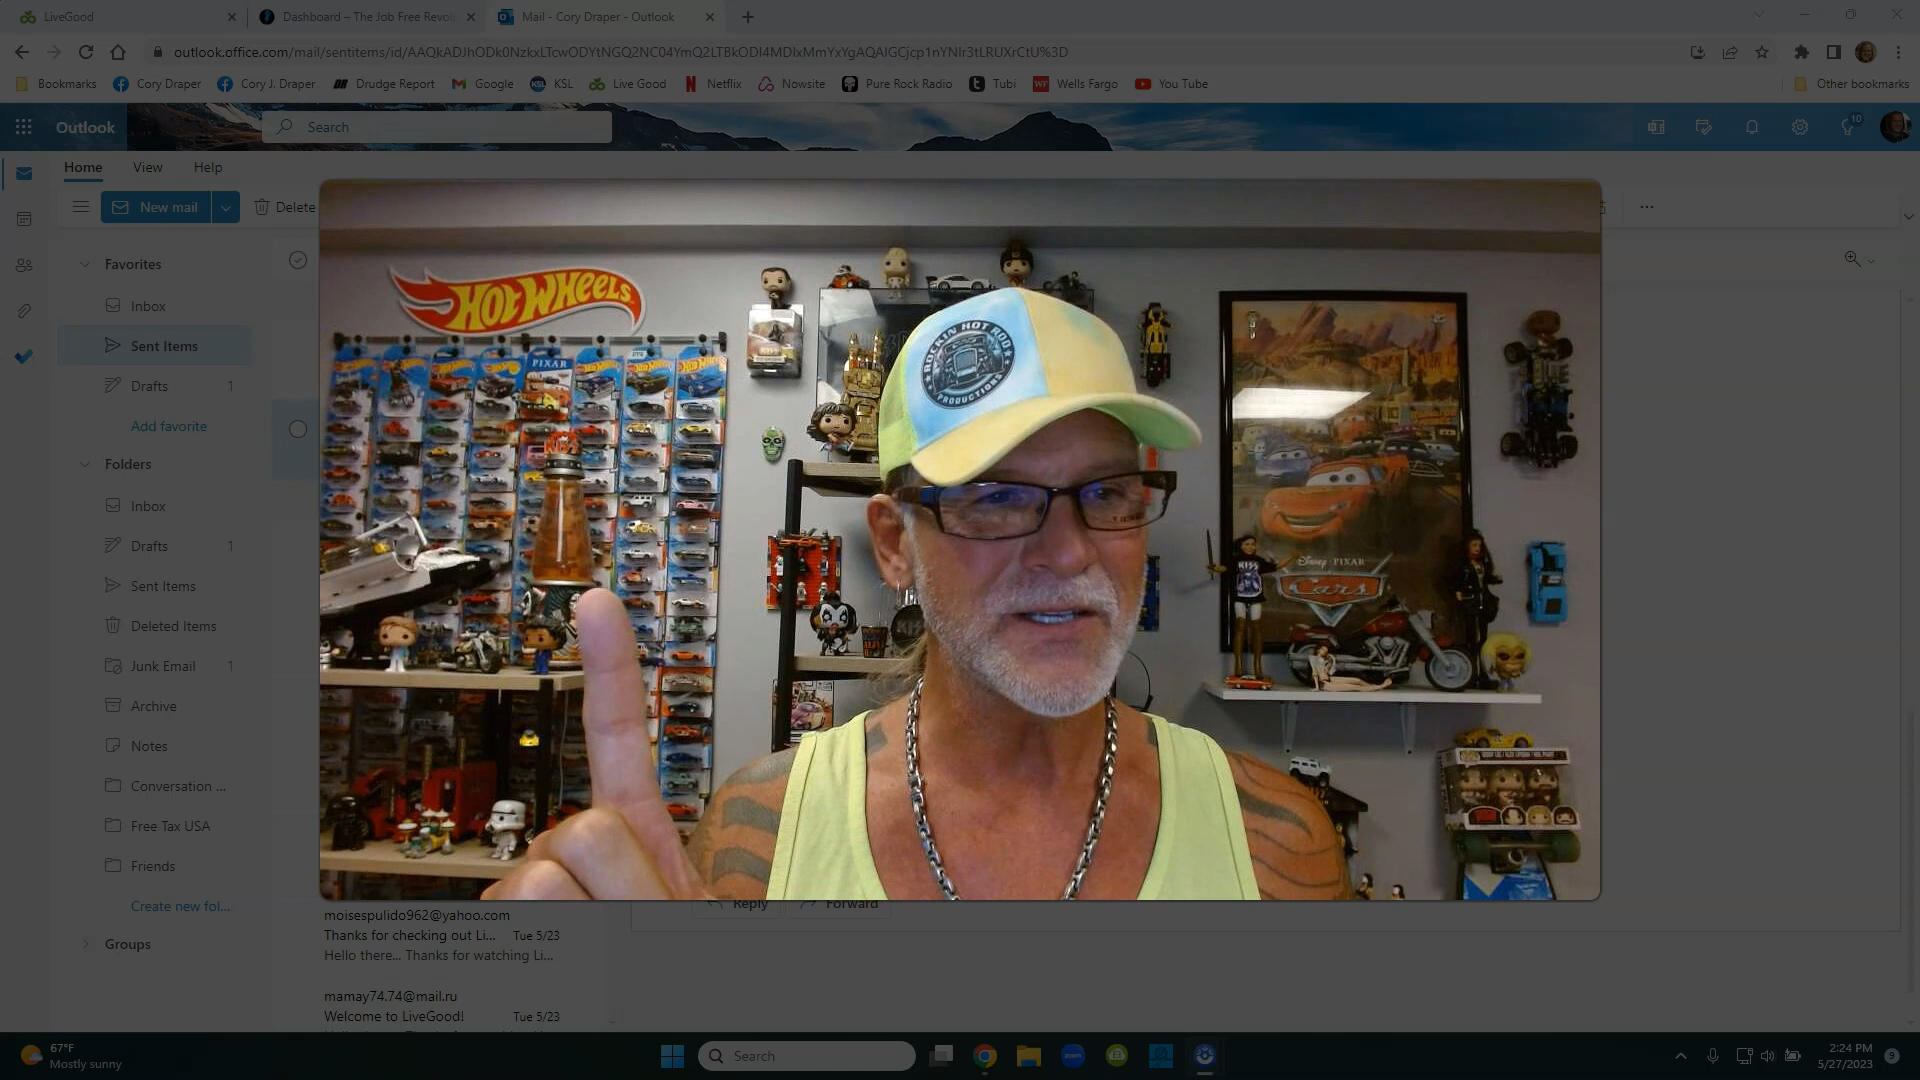 LiveGood
Dashboard – The Job Free Revol
Mail - Cory Draper - Outlook
outlook.office.com/mail/sentitems/id/AAQkADJhODk0NzkxLTcwODYtNGQ2NC04YmQ2LTBkODI4MDIxMmYxYgAQAIGCjcp1nYNIr3tLRUXrCtU%3D
Bookmarks
Cory Draper
Cory J. Draper
Drudge Report
Google
KSL
Live Good
Netflix
Nowsite
Pure Rock Radio
Tubi
Wells Fargo
You Tube
Other bookmarks
Outlook
Search
10
Home
View
Help
New mail
Delete
Favorites
Inbox
Sent Items
Drafts 1
Add favorite
Folders
Inbox
Drafts 1
Sent Items
Deleted Items
Junk Email 1
Archive
Notes
Conversation ...
Free Tax USA
Friends
Create new fol...
Groups
HOT WHEELS
PIXAR
ROCKIN HOT ROD
PRODUCTIONS
KISS
Disney PIXAR
Cars
Reply
Forward
moisespulido962@yahoo.com
Thanks for checking out Li... Tue 5/23
Hello there... Thanks for watching Li...
mamay74.74@mail.ru
Welcome to LiveGood! Tue 5/23
67°F
Mostly sunny
Search
zoom
2:24 PM
5/27/2023
9